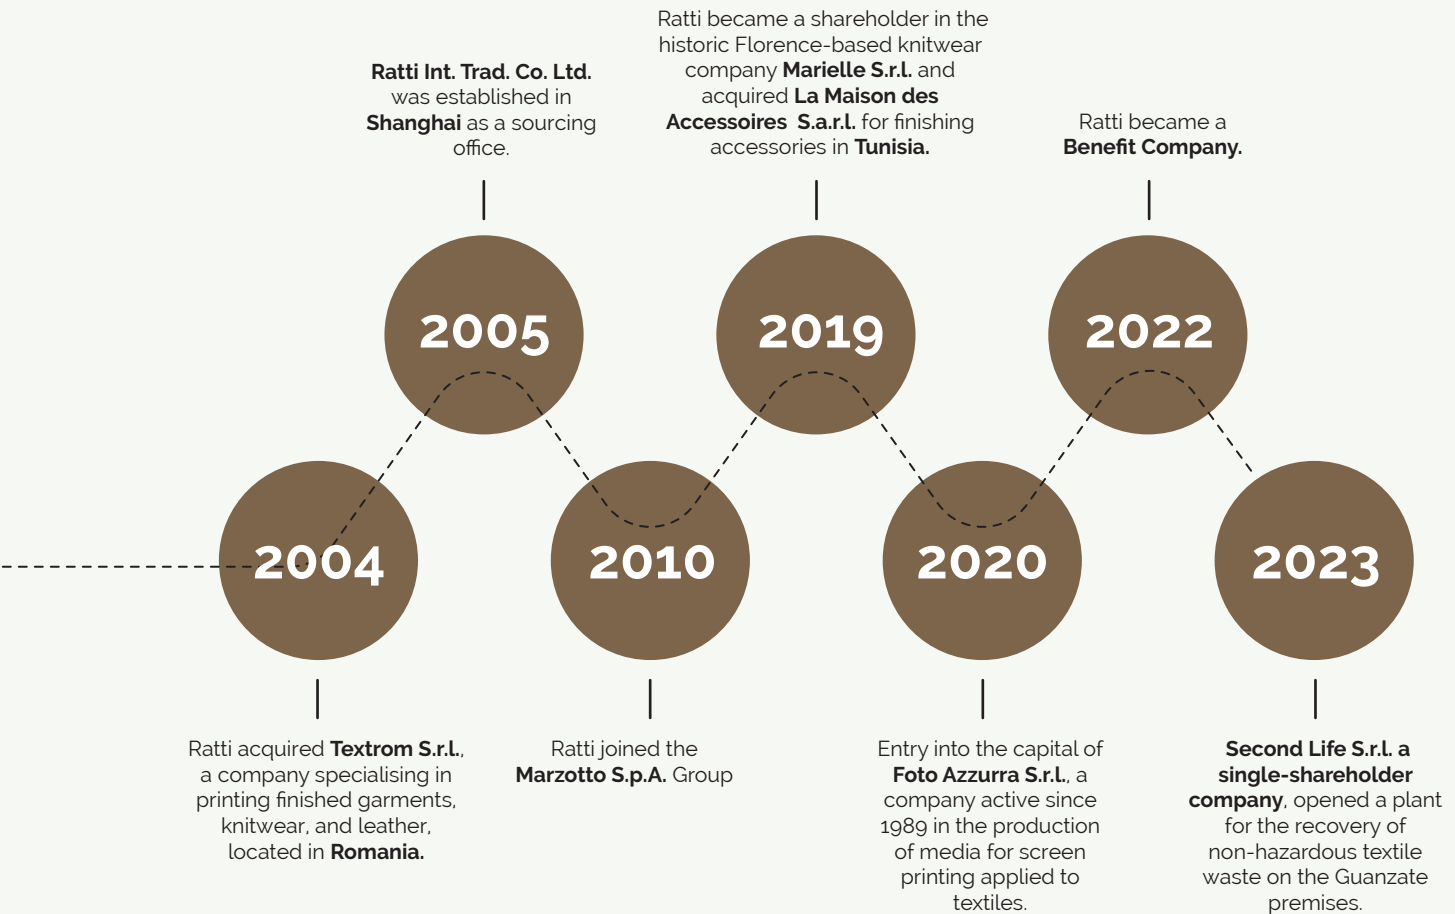 Ratti Int. Trad. Co. Ltd.
was established in
Shanghai as a sourcing
office.
Ratti became a shareholder in the
historic Florence-based knitwear
company Marielle S.r.l. and
acquired La Maison des
Accessoires S.a.r.l. for finishing
accessories in Tunisia.
Ratti became a
Benefit Company.
2005
2019
2022
2004
2010
2020
2023
Ratti acquired Textrom S.r.l.,
a company specialising in
printing finished garments,
knitwear, and leather,
located in Romania.
Ratti joined the
Marzotto S.p.A. Group
Entry into the capital of
Foto Azzurra S.r.l., a
company active since
1989 in the production
of media for screen
printing applied to
textiles.
Second Life S.r.l. a
single-shareholder
company, opened a plant
for the recovery of
non-hazardous textile
waste on the Guanzate
premises.